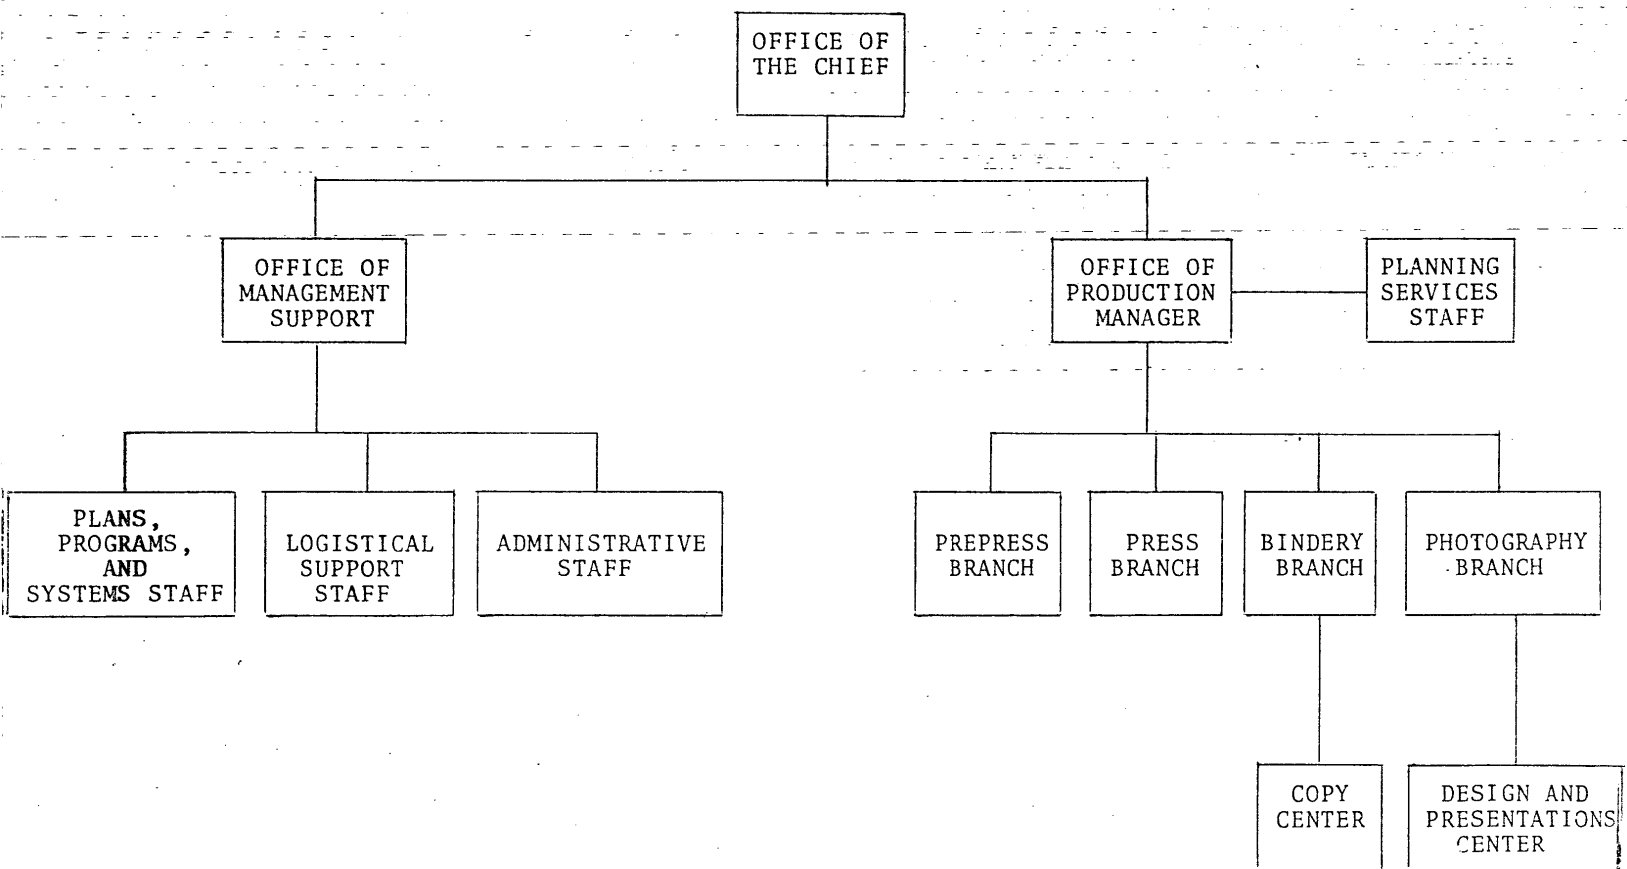 OFFICE OF
THE CHIEF
OFFICE OF
MANAGEMENT
SUPPORT
OFFICE OF
PRODUCTION
MANAGER
PLANNING
SERVICES
STAFF
PLANS,
PROGRAMS,
AND
SYSTEMS STAFF
LOGISTICAL
SUPPORT
STAFF
ADMINISTRATIVE
STAFF
PREPRESS
BRANCH
PRESS
BRANCH
BINDERY
BRANCH
PHOTOGRAPHY
BRANCH
COPY
CENTER
DESIGN AND
PRESENTATIONS
CENTER